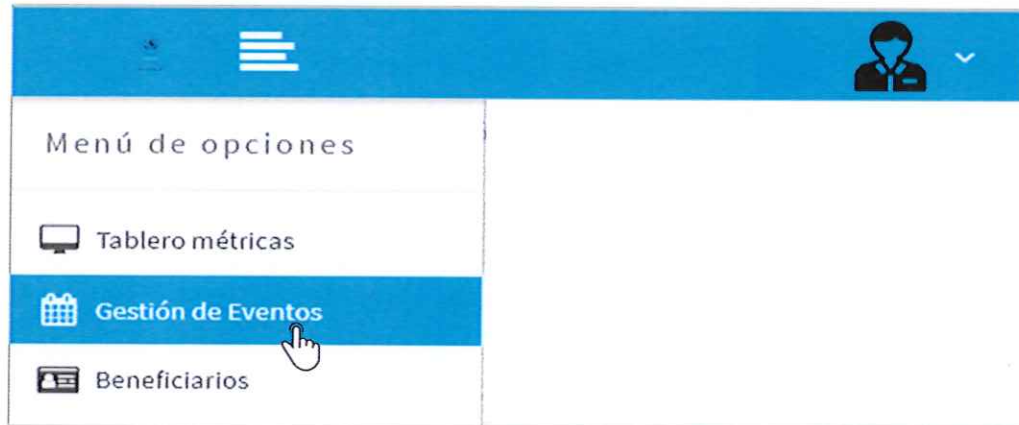 Menú de opciones
Tablero métricas
Gestión de Eventos
Beneficiarios